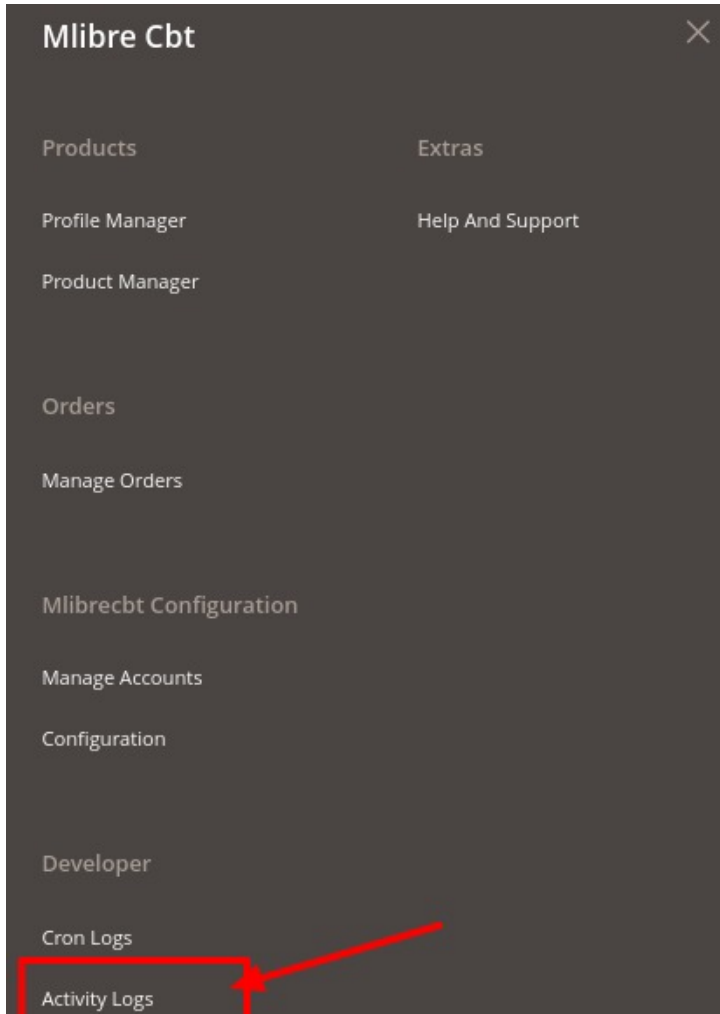 Mlibre Cbt
Products
Profile Manager
Product Manager
Orders
Manage Orders
Mlibrecbt Configuration
Manage Accounts
Configuration
Developer
Cron Logs
Activity Logs
Extras
Help And Support